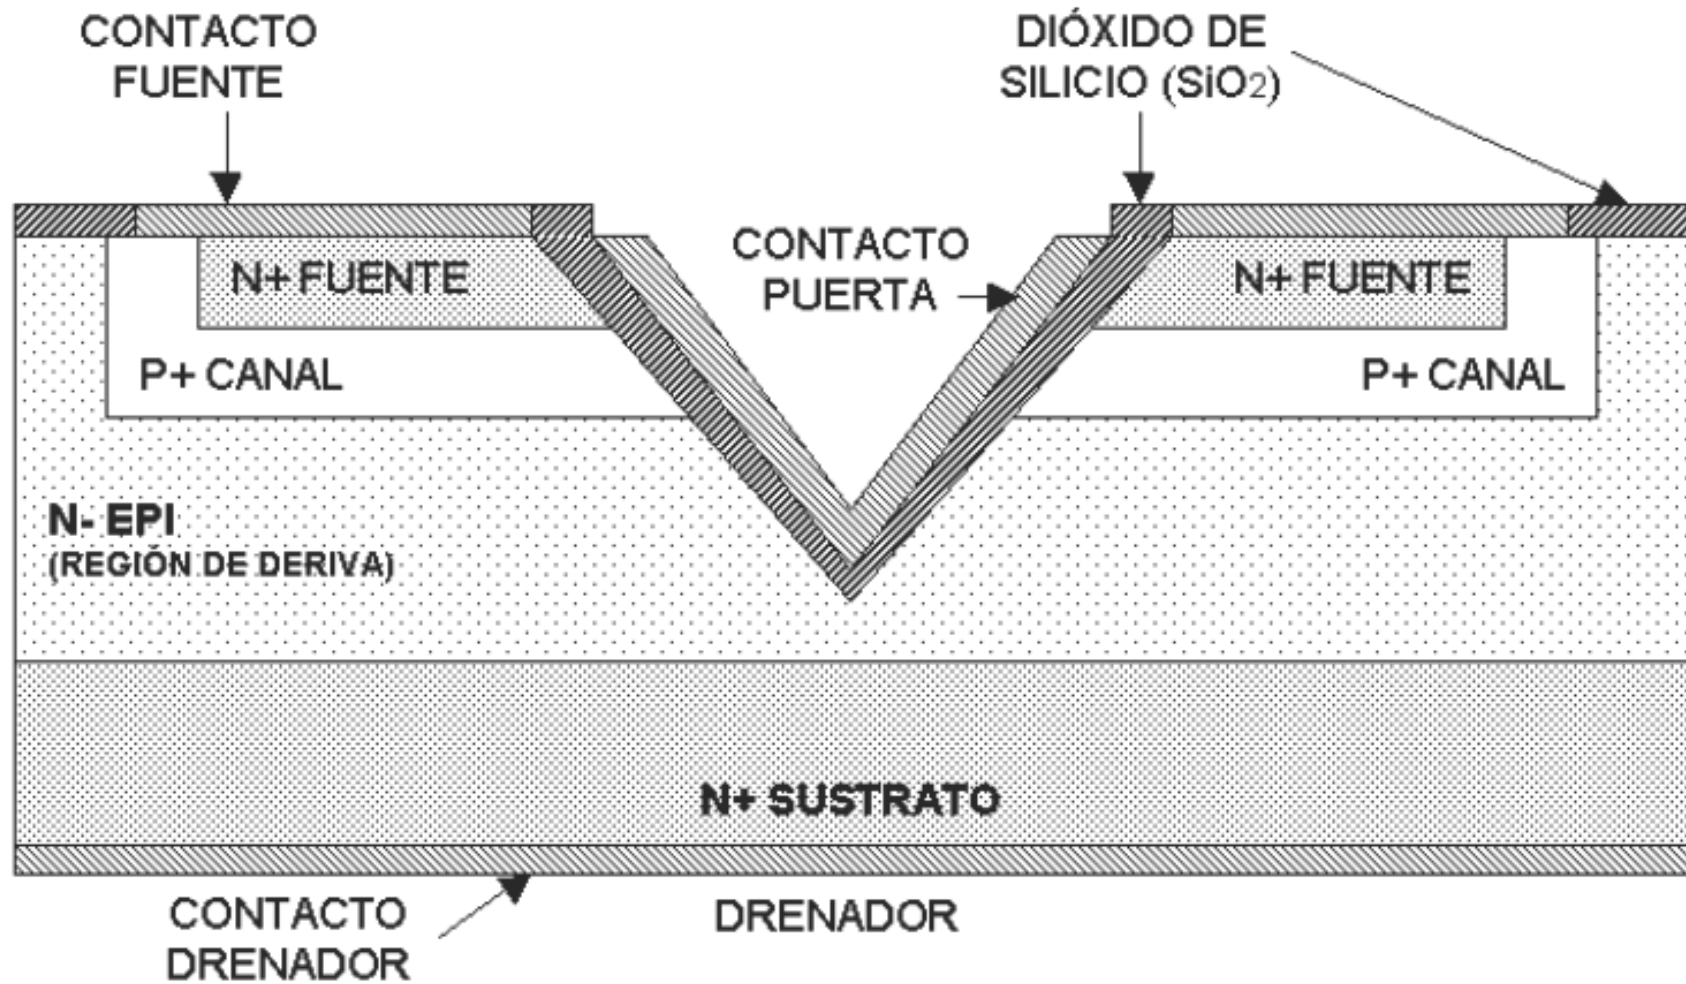 CONTACTO
FUENTE
DIÓXIDO DE
SILICIO (SiO2)
CONTACTO
PUERTA
N+ FUENTE
N+ FUENTE
P+ CANAL
P+ CANAL
N- EPI
(REGIÓN DE DERIVA)
N+ SUSTRATO
CONTACTO
DRENADOR
DRENADOR